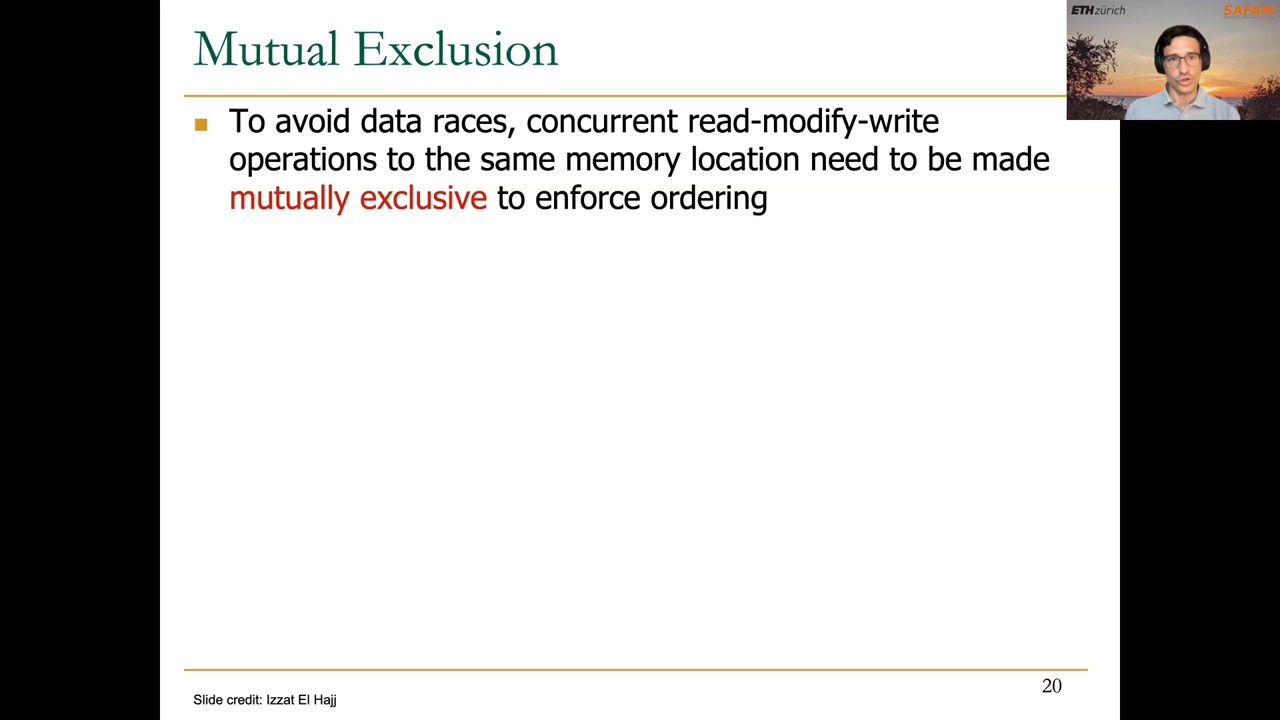 Mutual Exclusion
ETH zürich
SAFARI
To avoid data races, concurrent read-modify-write
operations to the same memory location need to be made
mutually exclusive to enforce ordering
20
Slide credit: Izzat El Hajj